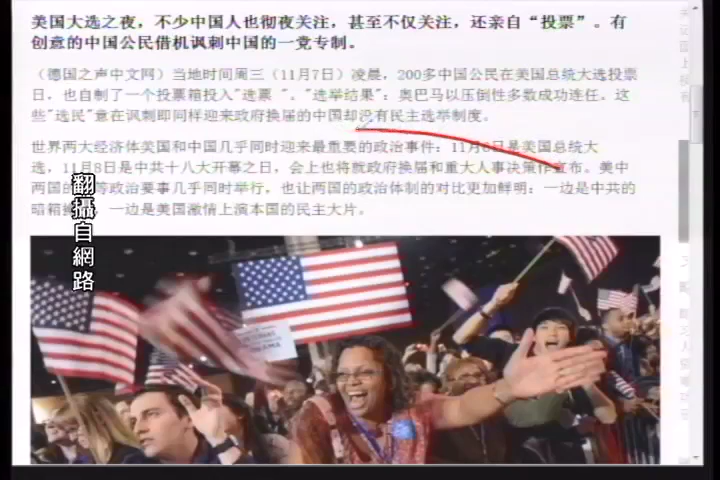 美国大选之夜，不少中国人也彻夜关注，甚至不仅关注，还亲自“投票”。有
创意的中国公民借机讽刺中国的一党专制。
（德国之声中文网）当地时间周三（11月7日）凌晨，200多中国公民在美国总统大选投票
日，也自制了一个投票箱投入"选票 "。"选举结果"：奥巴马以压倒性多数成功连任。这
些"选民"意在讽刺即同样迎来政府换届的中国却没有民主选举制度。
世界两大经济体美国和中国几乎同时迎来最重要的政治事件：11月6日是美国总统大
选，11月8日是中共十八大开幕之日，会上也将就政府换届和重大人事决策作宣布。美中
两国的 等政治要事几乎同时举行，也让两国的政治体制的对比更加鲜明：一边是中共的
暗箱 ，一边是美国激情上演本国的民主大片。
翻攝自網路